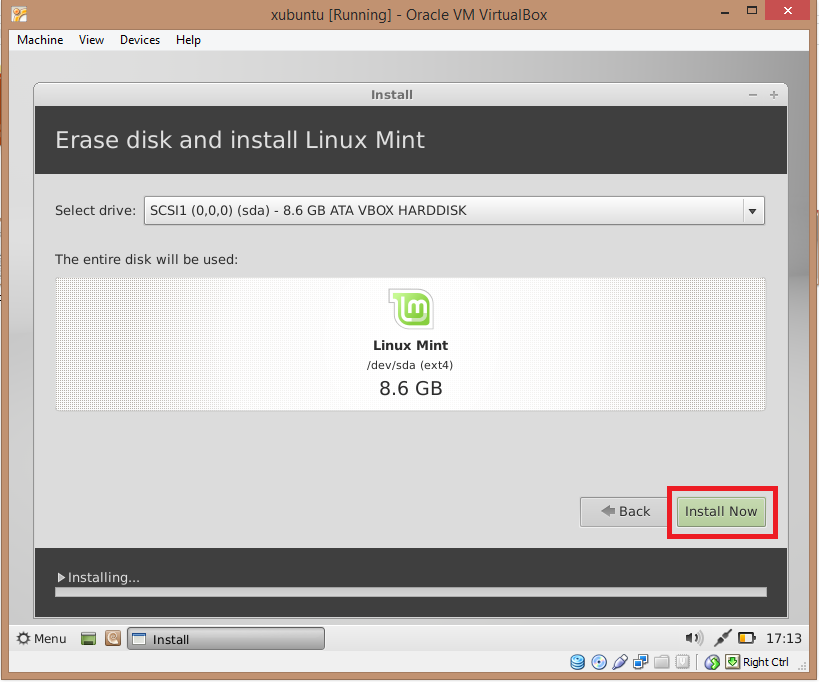 xubuntu [Running] - Oracle VM VirtualBox
Machine View Devices Help
Install
Erase disk and install Linux Mint
Select drive: SCSI1 (0,0,0) (sda) - 8.6 GB ATA VBOX HARDDISK
The entire disk will be used:
Linux Mint
/dev/sda (ext4)
8.6 GB
Back Install Now
Installing...
Menu Install 17:13
Right Ctrl